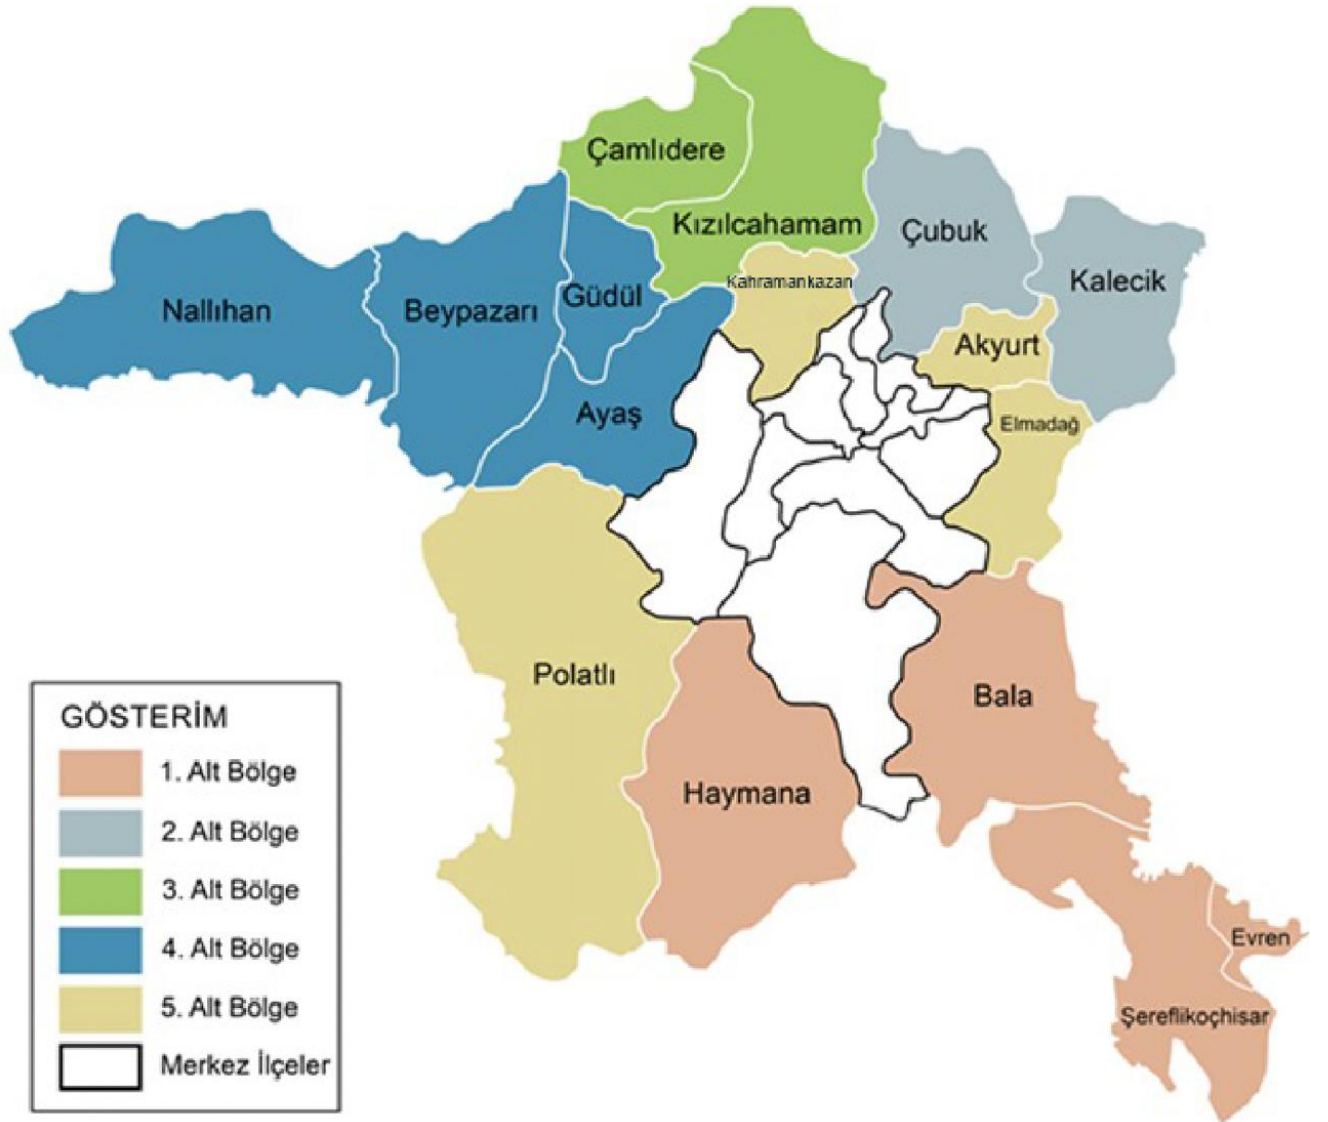 Çamlıdere
Kızılcahamam
Çubuk
Kalecik
Nallıhan
Beypazarı
Güdül
Kahramankazan
Akyurt
Ayaş
Elmadağ
Polatlı
Bala
Haymana
Evren
Şereflikoçhisar
GÖSTERİM
1. Alt Bölge
2. Alt Bölge
3. Alt Bölge
4. Alt Bölge
5. Alt Bölge
Merkez İlçeler